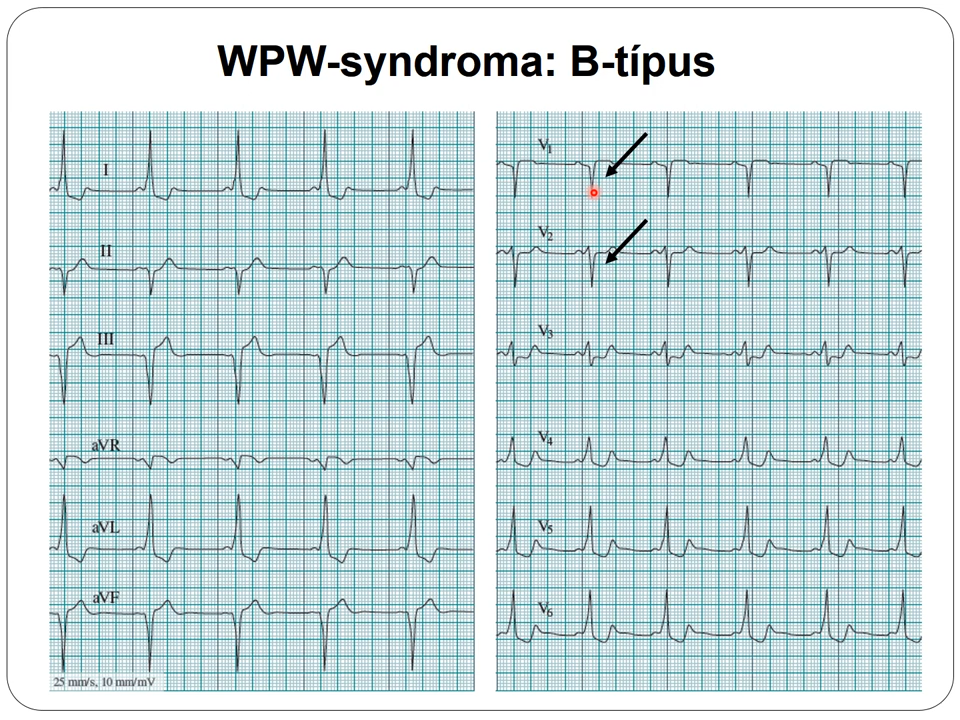 WPW-syndroma: B-típus
I
II
III
aVR
aVL
aVF
25 mm/s, 10 mm/mV
V1
V2
V3
V4
V5
V6